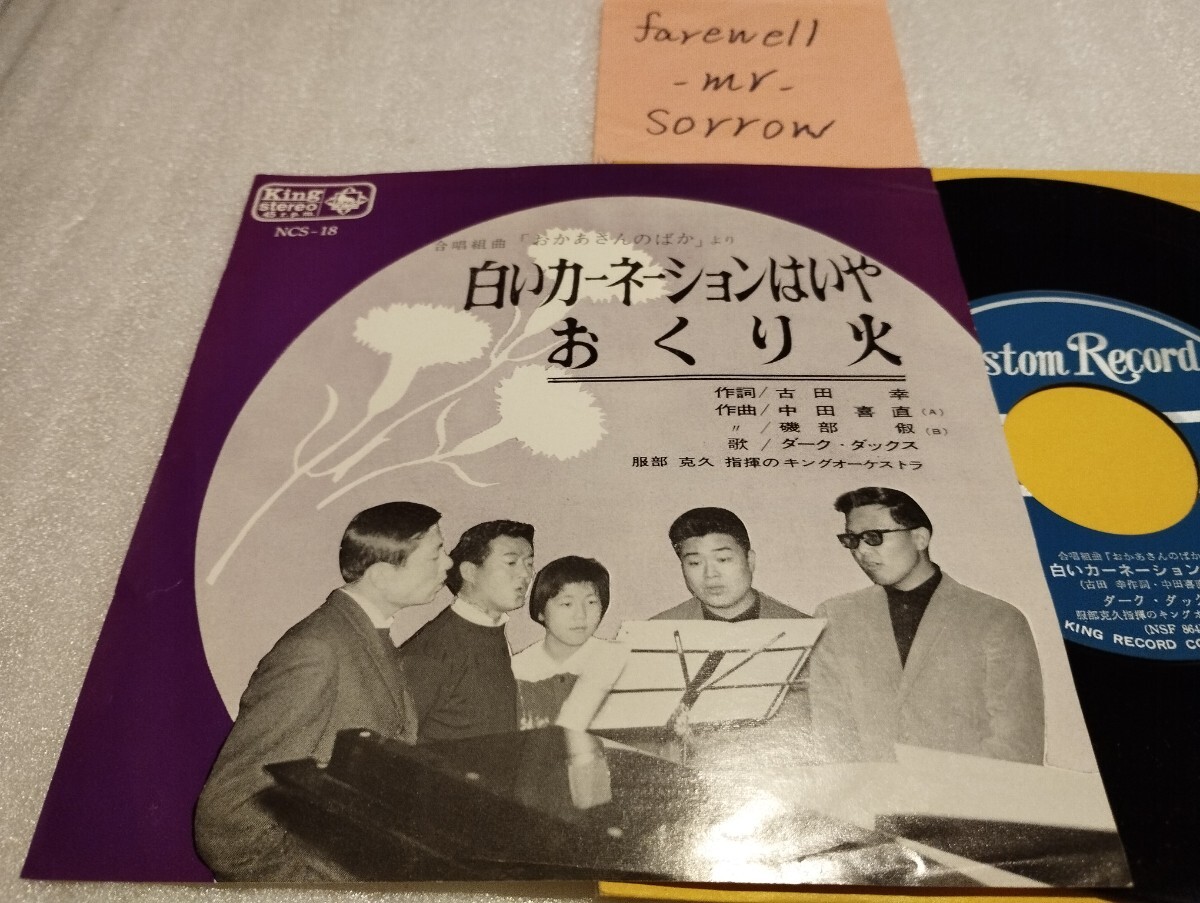 farewell
-mr-
sorrow
King
stereo
45 r.p.m.
NCS-18
合唱組曲「おかあさんのばか」より
白いカーネーションはいや
おくり火
作詞/古田 幸
作曲/中田喜直(A)
〃/磯部 俶(B)
歌/ダーク・ダックス
服部 克久 指揮のキングオーケストラ
stom Record
合唱組曲「おかあさんのばか
白いカーネーション
(古田 幸作詞・中田喜直
ダーク・ダッ
服部克久指揮のキングオ
KING RECORD CO
(NSF 864